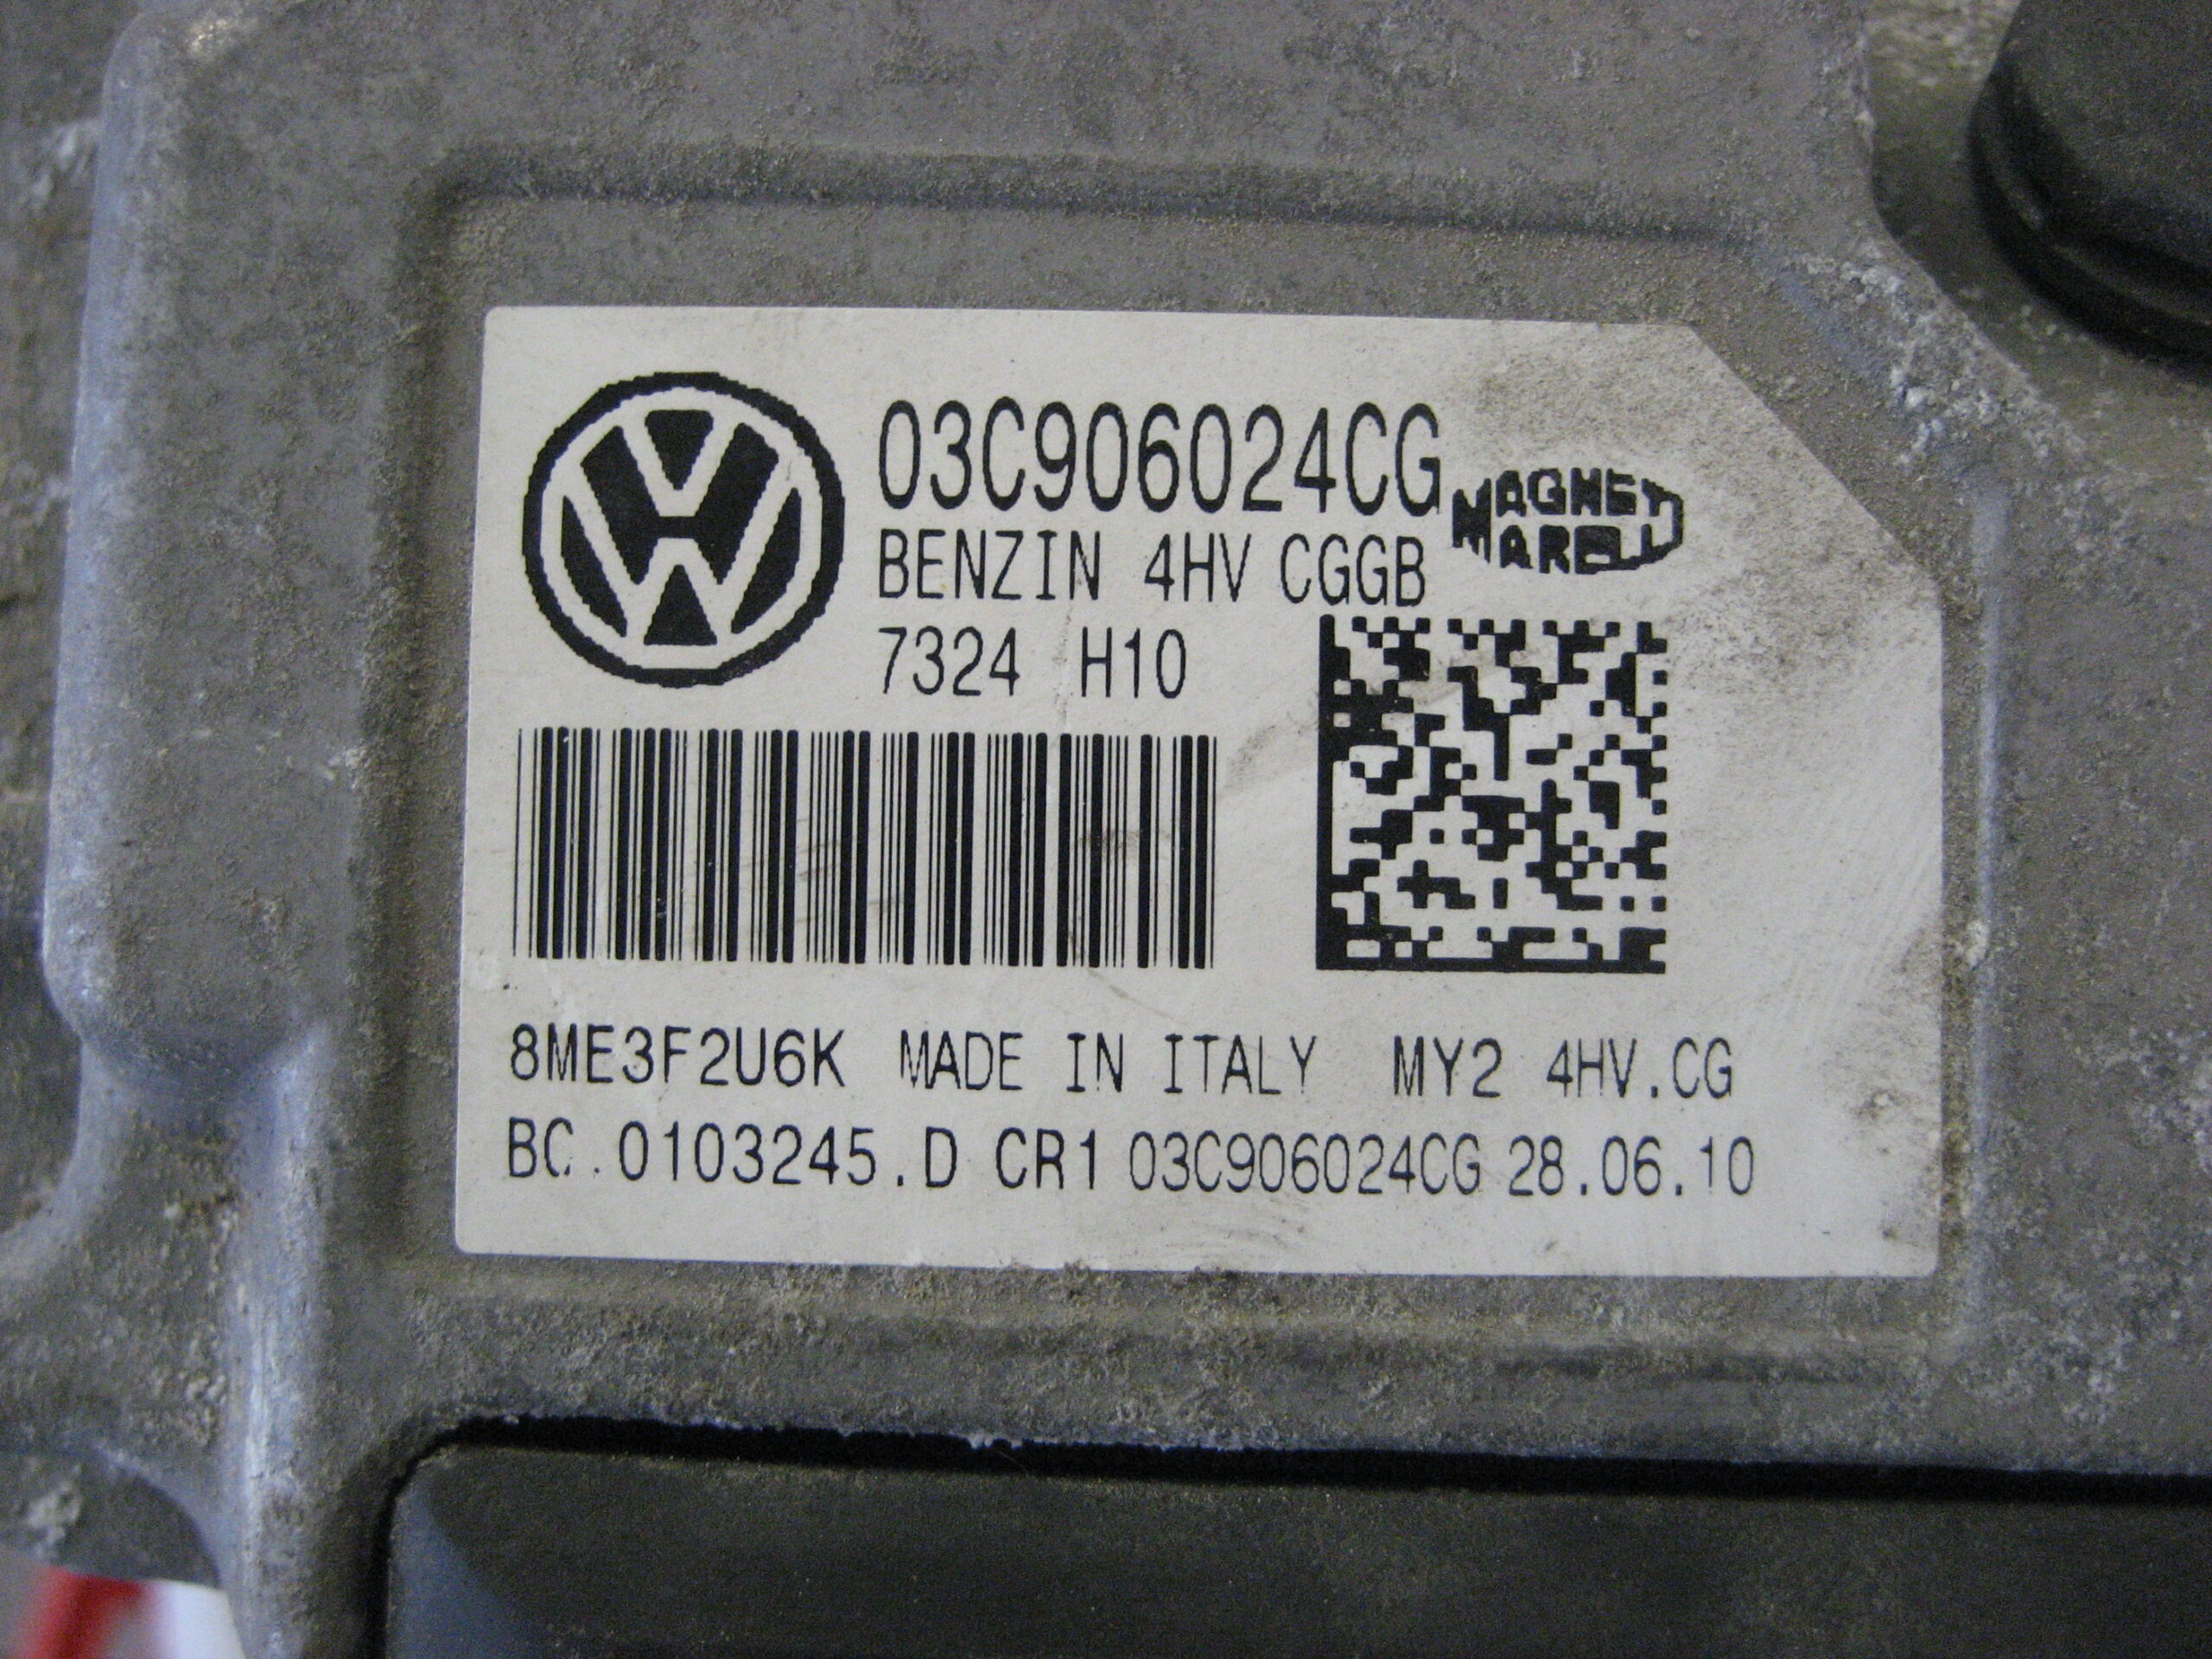 03C906024CG
MAGNETI
MARELLI
BENZIN 4HV CGGB
7324 H10
8ME3F2U6K MADE IN ITALY MY2 4HV.CG
BC.0103245.D CR1 03C906024CG 28.06.10